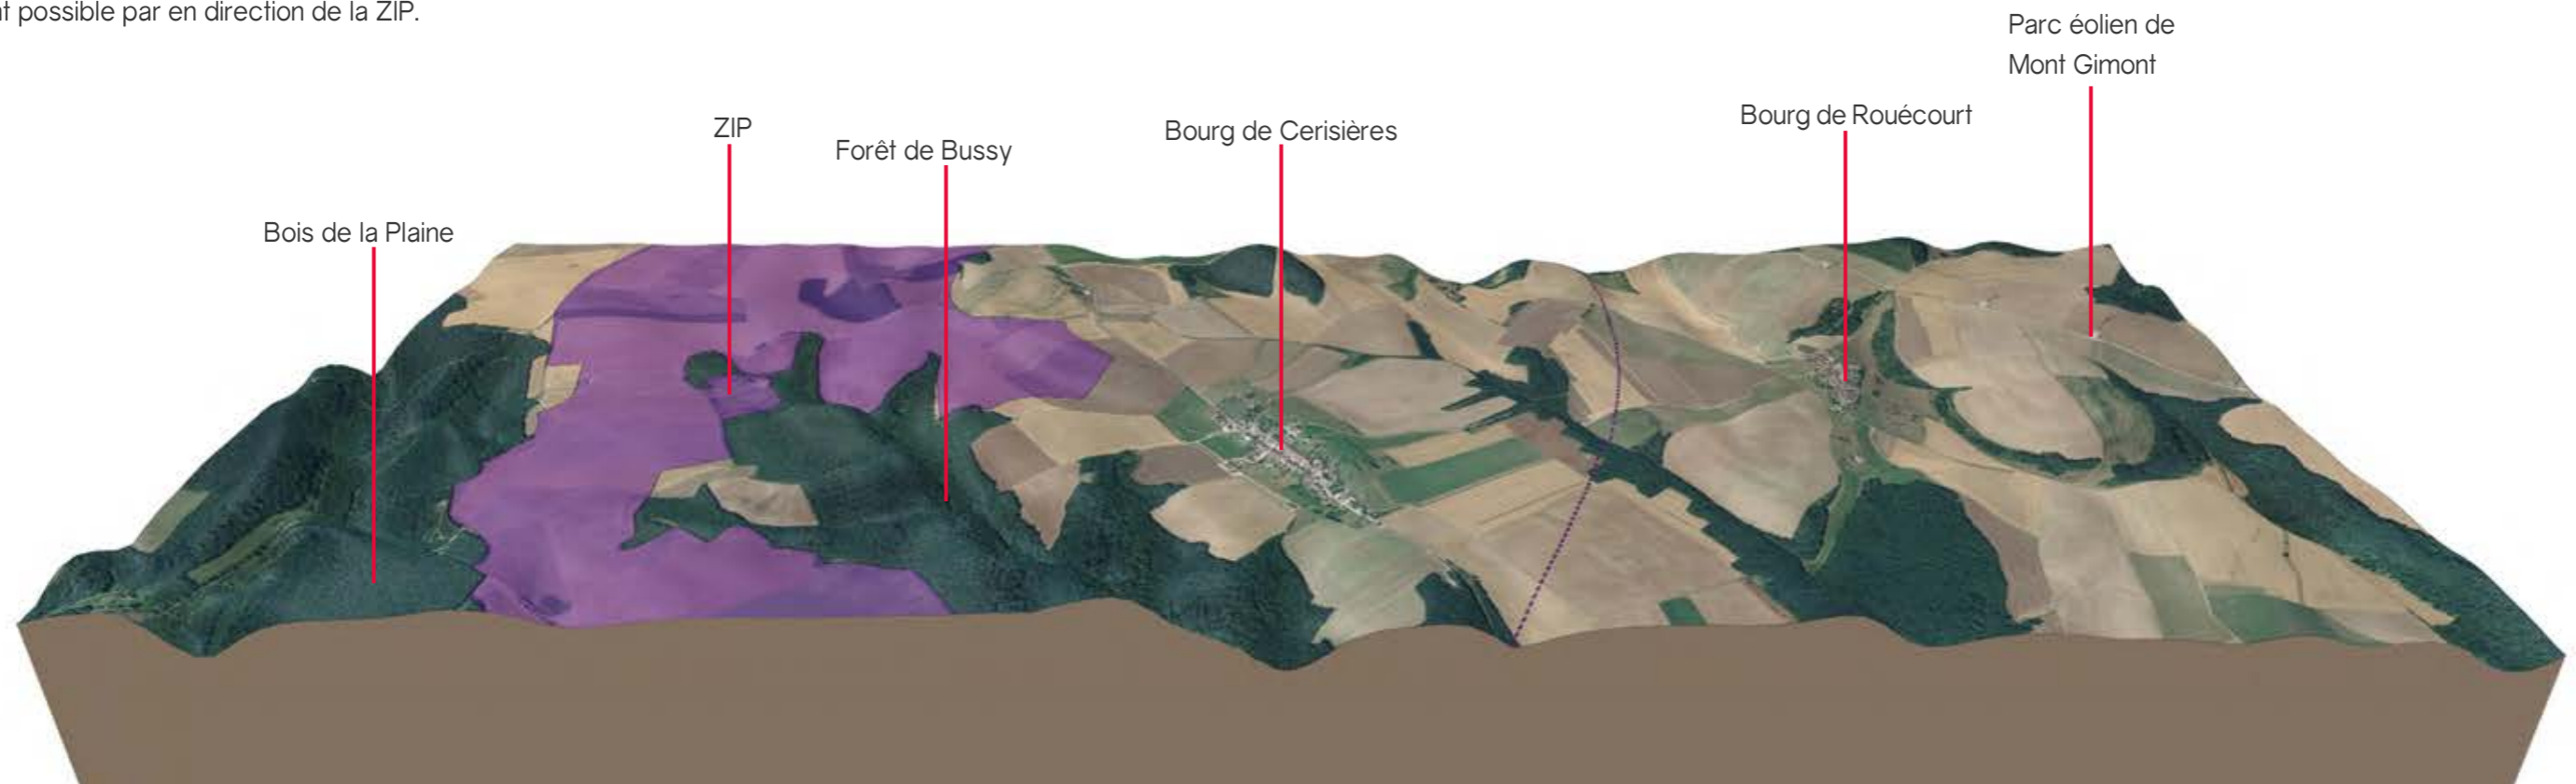 t possible par en direction de la ZIP.
Parc éolien de
Mont Gimont
Bourg de Rouécourt
ZIP
Bourg de Cerisières
Forêt de Bussy
Bois de la Plaine